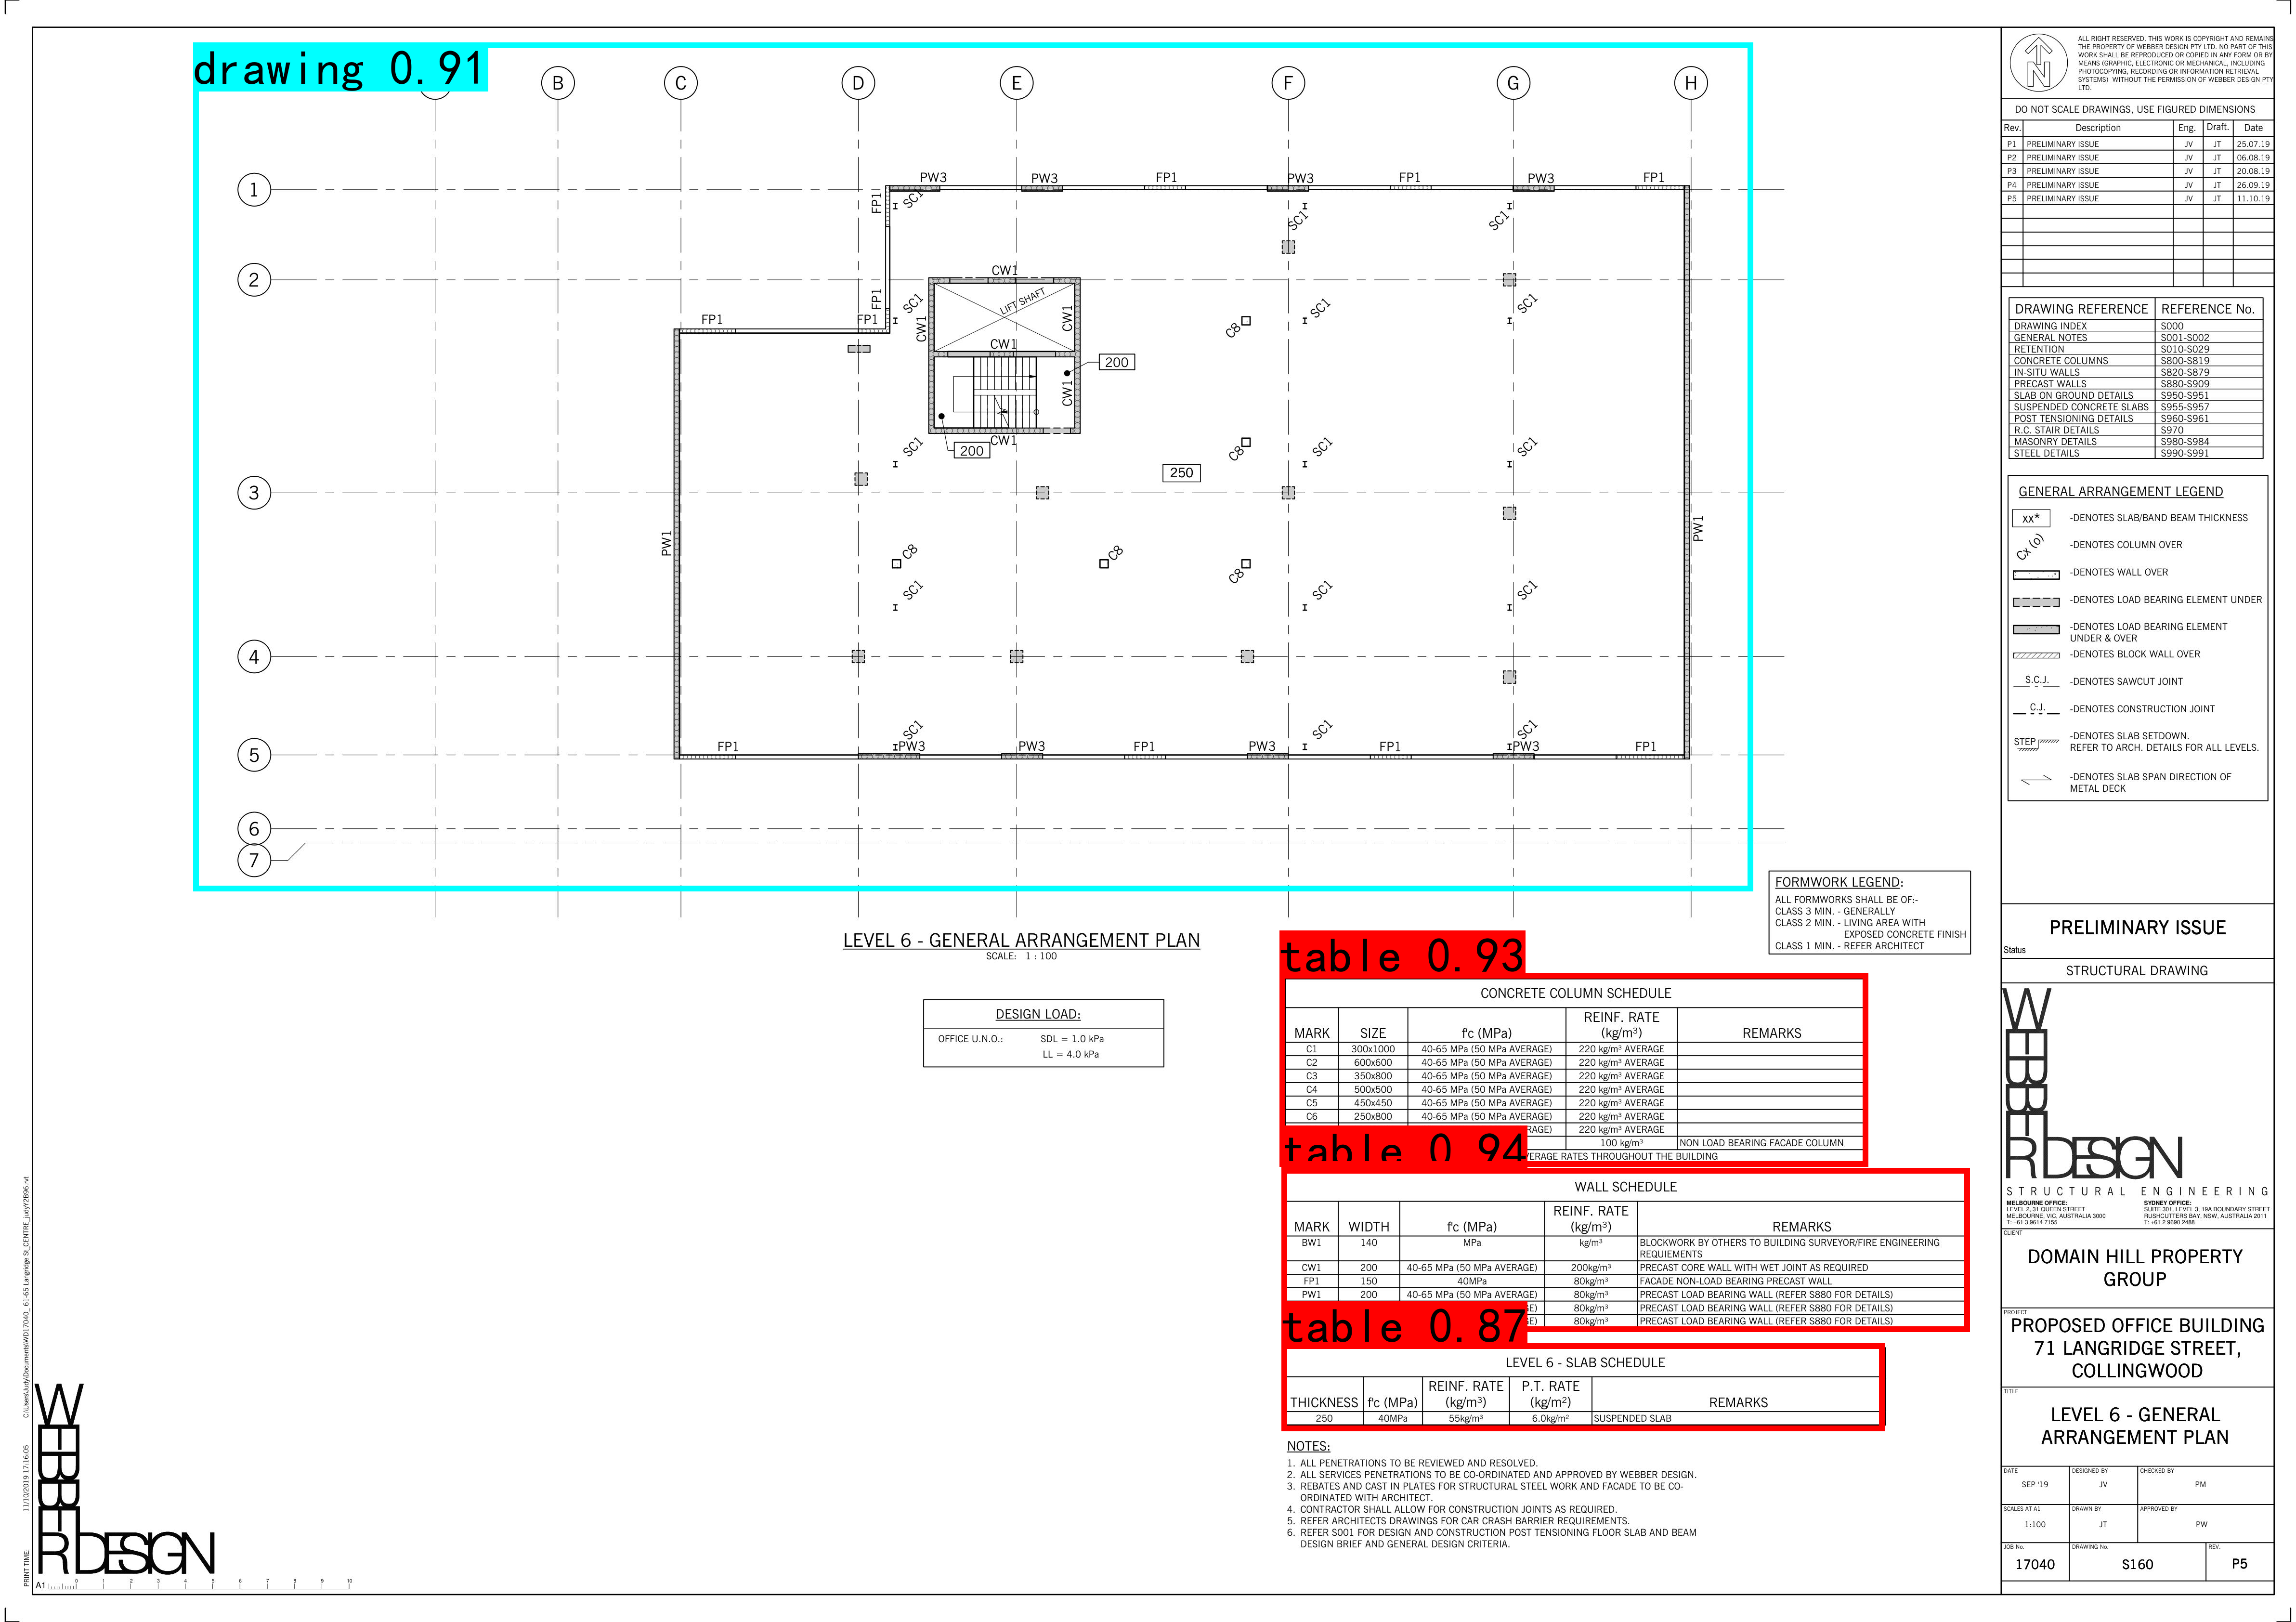 drawing 0.91
B
C
D
E
F
G
H
1
2
3
4
5
6
7
PW3
PW3
FP1
PW3
FP1
PW3
FP1
FP1
SC1
SC1
SC1
CW1
LIFT SHAFT
FP1
SC1
CW1
CW1
SC1
SC1
FP1
FP1
C8
CW1
200
CW1
CW1
200
SC1
C8
SC1
SC1
250
PW1
PW1
C8
C8
C8
SC1
SC1
SC1
SC1
SC1
SC1
FP1
PW3
PW3
FP1
PW3
FP1
PW3
FP1
LEVEL 6 - GENERAL ARRANGEMENT PLAN
SCALE: 1 : 100
DESIGN LOAD:
OFFICE U.N.O.: SDL = 1.0 kPa
LL = 4.0 kPa
FORMWORK LEGEND:
ALL FORMWORKS SHALL BE OF:-
CLASS 3 MIN. - GENERALLY
CLASS 2 MIN. - LIVING AREA WITH
EXPOSED CONCRETE FINISH
CLASS 1 MIN. - REFER ARCHITECT
table 0.93
CONCRETE COLUMN SCHEDULE
MARK SIZE f'c (MPa) REINF. RATE (kg/m³) REMARKS
C1 300x1000 40-65 MPa (50 MPa AVERAGE) 220 kg/m³ AVERAGE
C2 600x600 40-65 MPa (50 MPa AVERAGE) 220 kg/m³ AVERAGE
C3 350x800 40-65 MPa (50 MPa AVERAGE) 220 kg/m³ AVERAGE
C4 500x500 40-65 MPa (50 MPa AVERAGE) 220 kg/m³ AVERAGE
C5 450x450 40-65 MPa (50 MPa AVERAGE) 220 kg/m³ AVERAGE
C6 250x800 40-65 MPa (50 MPa AVERAGE) 220 kg/m³ AVERAGE
220 kg/m³ AVERAGE
100 kg/m³ NON LOAD BEARING FACADE COLUMN
RATES THROUGHOUT THE BUILDING
table 0.94
WALL SCHEDULE
MARK WIDTH f'c (MPa) REINF. RATE (kg/m³) REMARKS
BW1 140 MPa kg/m³ BLOCKWORK BY OTHERS TO BUILDING SURVEYOR/FIRE ENGINEERING
REQUIEMENTS
CW1 200 40-65 MPa (50 MPa AVERAGE) 200kg/m³ PRECAST CORE WALL WITH WET JOINT AS REQUIRED
FP1 150 40MPa 80kg/m³ FACADE NON-LOAD BEARING PRECAST WALL
PW1 200 40-65 MPa (50 MPa AVERAGE) 80kg/m³ PRECAST LOAD BEARING WALL (REFER S880 FOR DETAILS)
80kg/m³ PRECAST LOAD BEARING WALL (REFER S880 FOR DETAILS)
80kg/m³ PRECAST LOAD BEARING WALL (REFER S880 FOR DETAILS)
table 0.87
LEVEL 6 - SLAB SCHEDULE
THICKNESS f'c (MPa) REINF. RATE (kg/m³) P.T. RATE (kg/m²) REMARKS
250 40MPa 55kg/m³ 6.0kg/m² SUSPENDED SLAB
NOTES:
1. ALL PENETRATIONS TO BE REVIEWED AND RESOLVED.
2. ALL SERVICES PENETRATIONS TO BE CO-ORDINATED AND APPROVED BY WEBBER DESIGN.
3. REBATES AND CAST IN PLATES FOR STRUCTURAL STEEL WORK AND FACADE TO BE CO-
ORDINATED WITH ARCHITECT.
4. CONTRACTOR SHALL ALLOW FOR CONSTRUCTION JOINTS AS REQUIRED.
5. REFER ARCHITECTS DRAWINGS FOR CAR CRASH BARRIER REQUIREMENTS.
6. REFER S001 FOR DESIGN AND CONSTRUCTION POST TENSIONING FLOOR SLAB AND BEAM
DESIGN BRIEF AND GENERAL DESIGN CRITERIA.
N
ALL RIGHT RESERVED. THIS WORK IS COPYRIGHT AND REMAINS
THE PROPERTY OF WEBBER DESIGN PTY LTD. NO PART OF THIS
WORK SHALL BE REPRODUCED OR COPIED IN ANY FORM OR BY
MEANS (GRAPHIC, ELECTRONIC OR MECHANICAL, INCLUDING
PHOTOCOPYING, RECORDING OR INFORMATION RETRIEVAL
SYSTEMS) WITHOUT THE PERMISSION OF WEBBER DESIGN PTY
LTD.
DO NOT SCALE DRAWINGS, USE FIGURED DIMENSIONS
Rev. Description Eng. Draft. Date
P1 PRELIMINARY ISSUE JV JT 25.07.19
P2 PRELIMINARY ISSUE JV JT 06.08.19
P3 PRELIMINARY ISSUE JV JT 20.08.19
P4 PRELIMINARY ISSUE JV JT 26.09.19
P5 PRELIMINARY ISSUE JV JT 11.10.19
DRAWING REFERENCE REFERENCE No.
DRAWING INDEX S000
GENERAL NOTES S001-S002
RETENTION S010-S029
CONCRETE COLUMNS S800-S819
IN-SITU WALLS S820-S879
PRECAST WALLS S880-S909
SLAB ON GROUND DETAILS S950-S951
SUSPENDED CONCRETE SLABS S955-S957
POST TENSIONING DETAILS S960-S961
R.C. STAIR DETAILS S970
MASONRY DETAILS S980-S984
STEEL DETAILS S990-S991
GENERAL ARRANGEMENT LEGEND
xx* -DENOTES SLAB/BAND BEAM THICKNESS
Cx (o) -DENOTES COLUMN OVER
-DENOTES WALL OVER
-DENOTES LOAD BEARING ELEMENT UNDER
-DENOTES LOAD BEARING ELEMENT
UNDER & OVER
-DENOTES BLOCK WALL OVER
S.C.J. -DENOTES SAWCUT JOINT
C.J. -DENOTES CONSTRUCTION JOINT
STEP -DENOTES SLAB SETDOWN.
REFER TO ARCH. DETAILS FOR ALL LEVELS.
-DENOTES SLAB SPAN DIRECTION OF
METAL DECK
PRELIMINARY ISSUE
Status
STRUCTURAL DRAWING
WEBBER DESIGN
STRUCTURAL ENGINEERING
MELBOURNE OFFICE:
LEVEL 2, 31 QUEEN STREET
MELBOURNE, VIC, AUSTRALIA 3000
T: +61 3 9614 7155
SYDNEY OFFICE:
SUITE 301, LEVEL 3, 19A BOUNDARY STREET
RUSHCUTTERS BAY, NSW, AUSTRALIA 2011
T: +61 2 9690 2488
CLIENT
DOMAIN HILL PROPERTY
GROUP
PROJECT
PROPOSED OFFICE BUILDING
71 LANGRIDGE STREET,
COLLINGWOOD
TITLE
LEVEL 6 - GENERAL
ARRANGEMENT PLAN
DATE DESIGNED BY CHECKED BY
SEP '19 JV PM
SCALES AT A1 DRAWN BY APPROVED BY
1:100 JT PW
JOB No. DRAWING No. REV.
17040 S160 P5
PRINT TIME: 11/10/2019 17:16:05 C:\Users\Judy\Documents\WD17040_ 61-65 Langridge St_CENTRE_judyY2B96.rvt
WEBBER DESIGN
A1 0 1 2 3 4 5 6 7 8 9 10